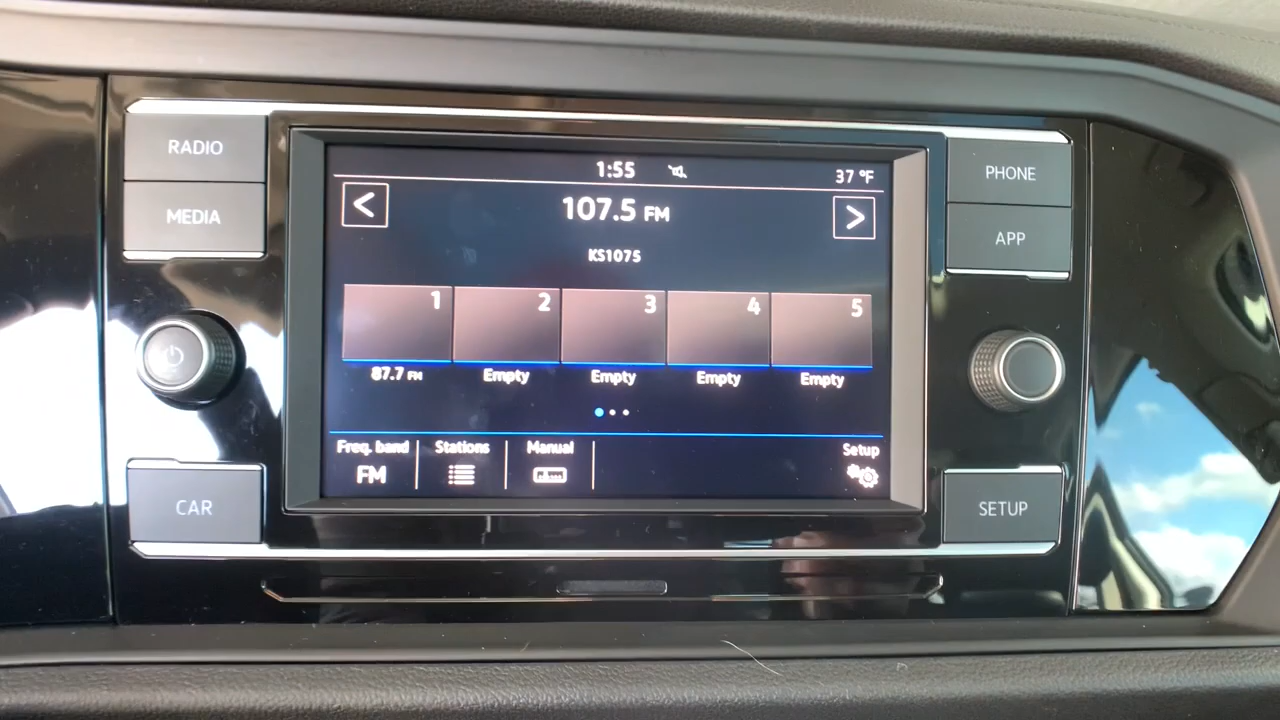 RADIO
MEDIA
CAR
1:55
37 °F
107.5 FM
KS1075
1 2 3 4 5
87.7 FM Empty Empty Empty Empty
Freq. band Stations Manual Setup
FM
PHONE
APP
SETUP